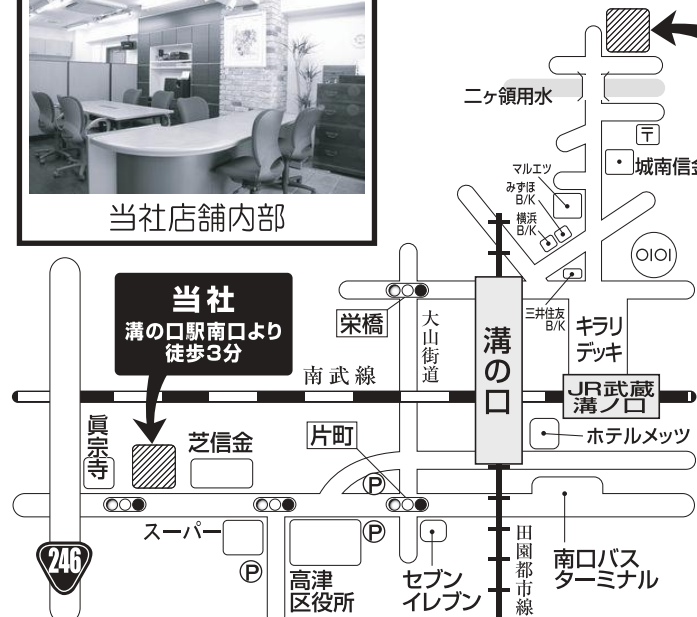 当社店舗内部
二ヶ領用水
〒
城南信金
マルエツ
みずほ
B/K
横浜
B/K
OIOI
三井住友
B/K
キラリ
デッキ
当社
溝の口駅南口より
徒歩3分
栄橋
大山街道
溝の口
南武線
JR武蔵
溝ノ口
ホテルメッツ
眞宗寺
芝信金
片町
P
スーパー
P
P
246
高津
区役所
セブン
イレブン
田園都市線
南口バス
ターミナル